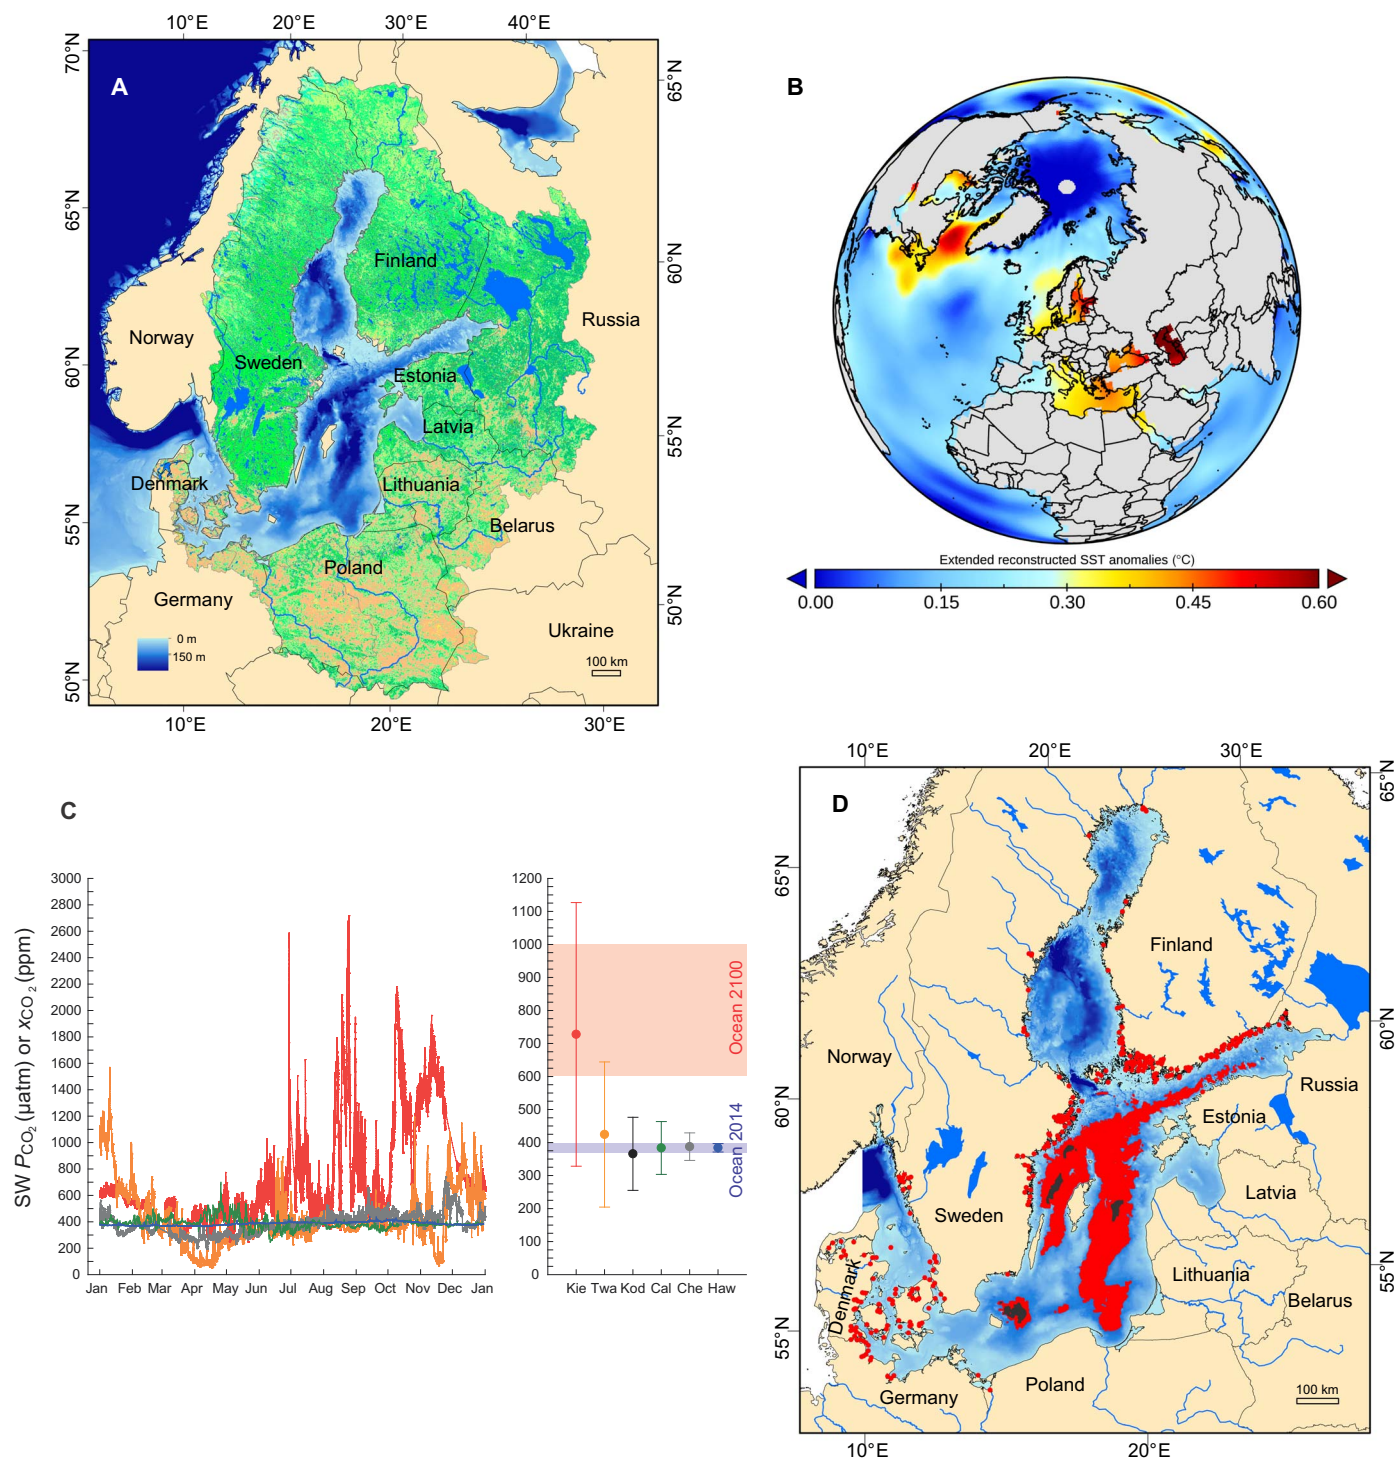 10°E 20°E 30°E 40°E
70°N
65°N
60°N
55°N
50°N
65°N
60°N
55°N
50°N
A
Finland
Norway
Sweden
Russia
Estonia
Latvia
Denmark
Lithuania
Belarus
Poland
Germany
Ukraine
0 m
150 m
100 km
10°E 20°E 30°E
B
Extended reconstructed SST anomalies (°C)
0.00 0.15 0.30 0.45 0.60
C
SW PCO2 (µatm) or xCO2 (ppm)
3000
2800
2600
2400
2200
2000
1800
1600
1400
1200
1000
800
600
400
200
0
Jan Feb Mar Apr May Jun Jul Aug Sep Oct Nov Dec Jan
1200
1100
1000
900
800
700
600
500
400
300
200
100
0
Ocean 2100
Ocean 2014
Kie Twa Kod Cal Che Haw
10°E 20°E 30°E
D
65°N
60°N
55°N
65°N
60°N
55°N
Finland
Norway
Russia
Estonia
Sweden
Latvia
Lithuania
Denmark
Belarus
Poland
Germany
100 km
10°E 20°E